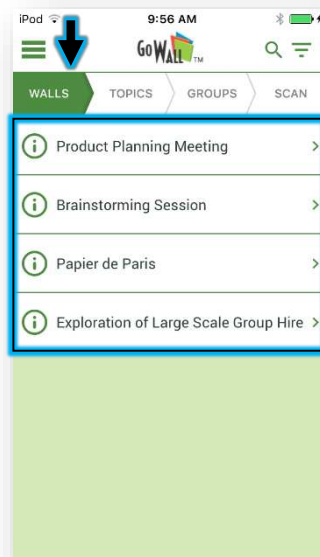 iPod 9:56 AM
GoWALL TM
WALLS TOPICS GROUPS SCAN
Product Planning Meeting
Brainstorming Session
Papier de Paris
Exploration of Large Scale Group Hire